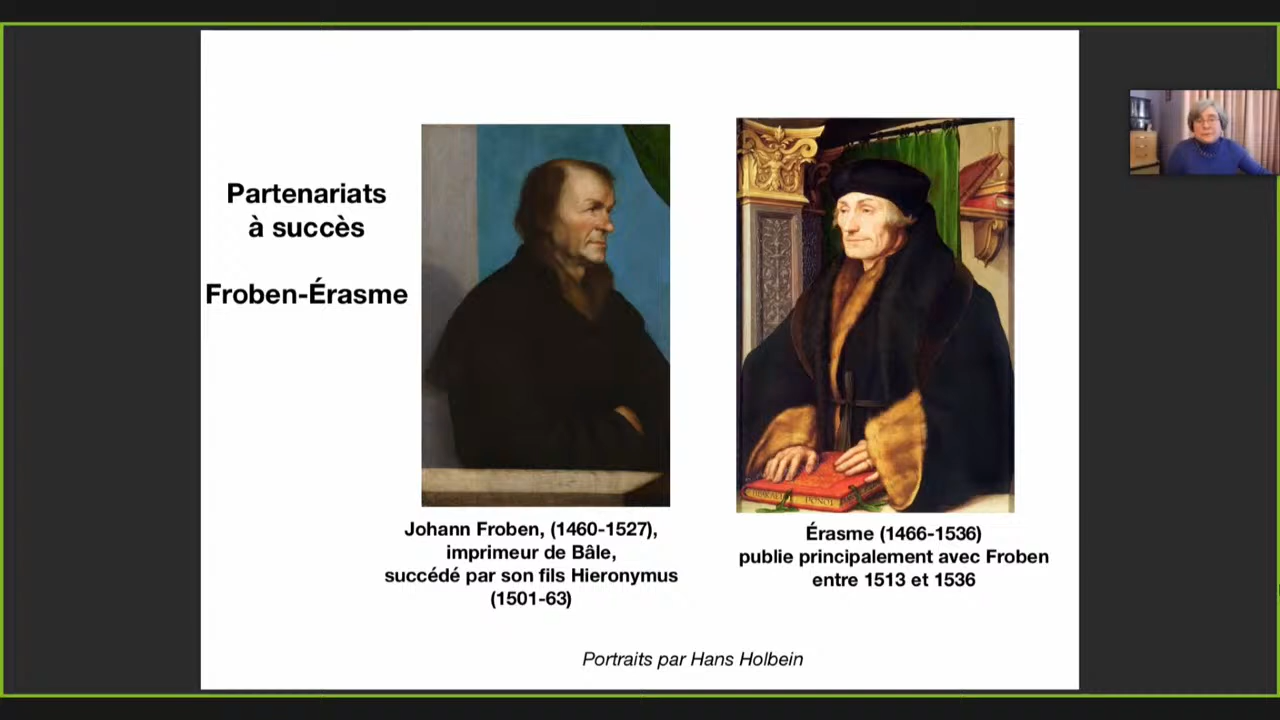 Partenariats
à succès
Froben-Érasme
Johann Froben, (1460-1527),
imprimeur de Bâle,
succédé par son fils Hieronymus
(1501-63)
Érasme (1466-1536)
publie principalement avec Froben
entre 1513 et 1536
Portraits par Hans Holbein